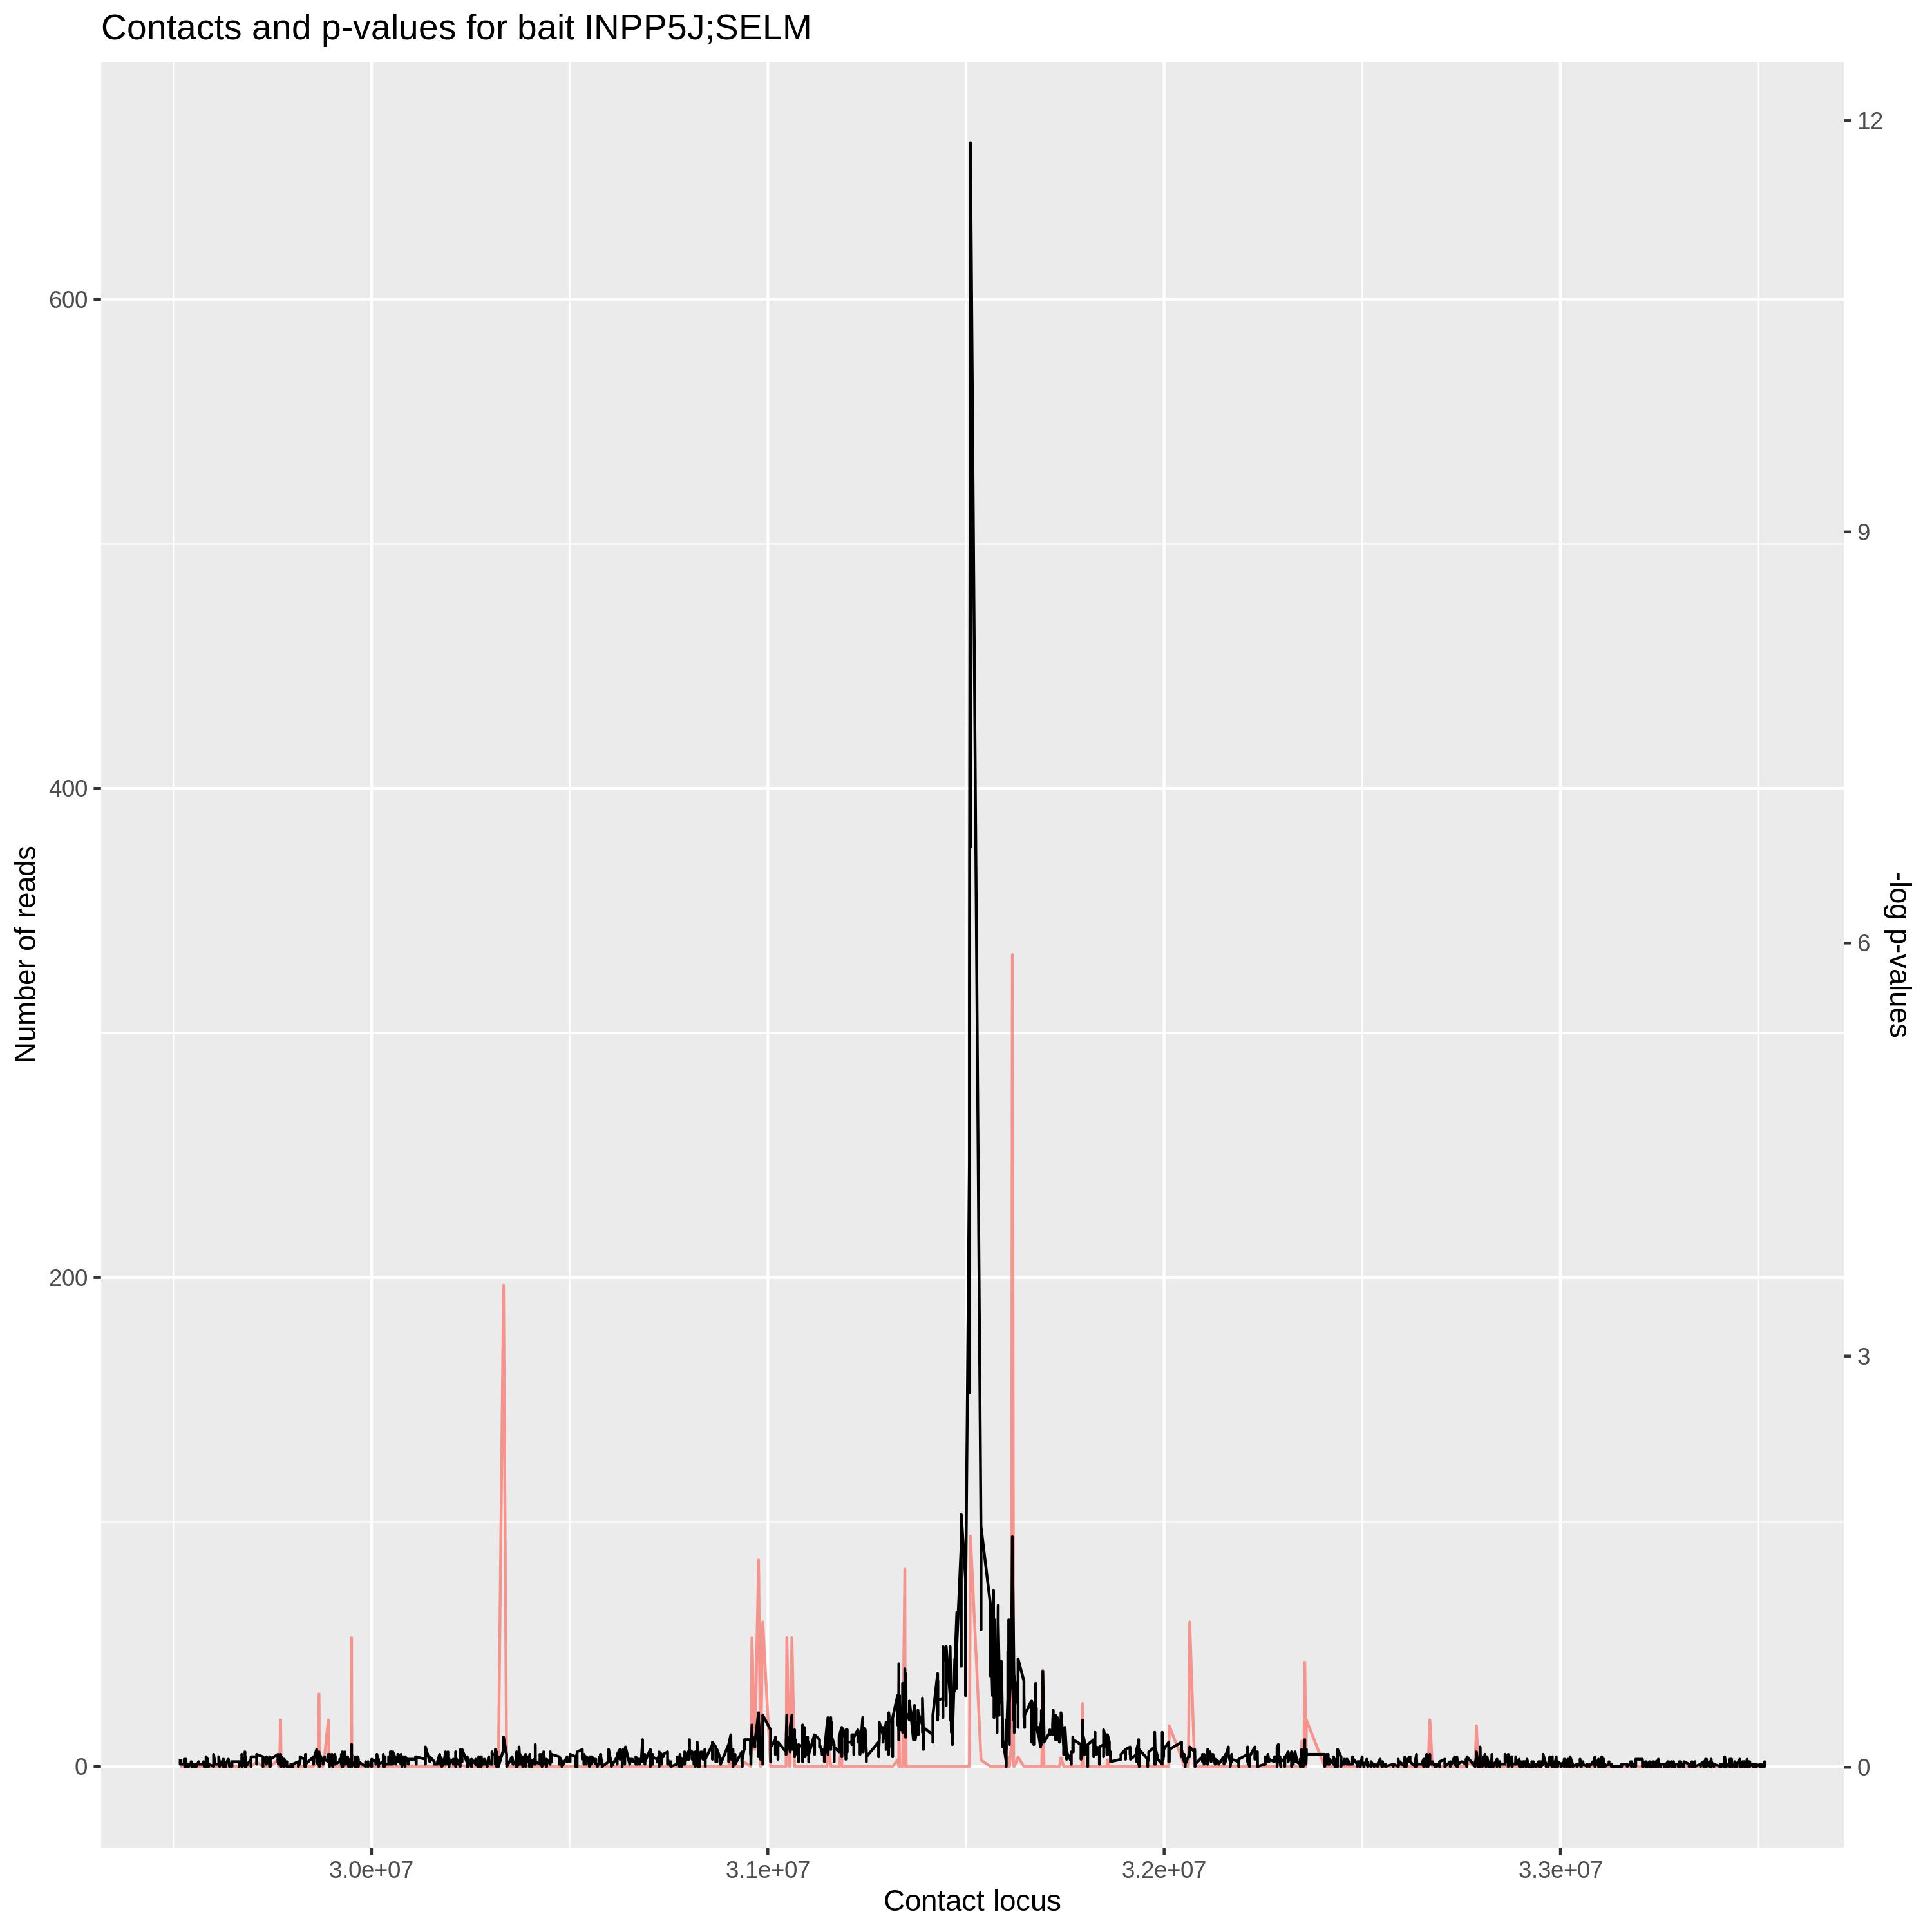 Contacts and p-values for bait INPP5J;SELM
12
600
9
400
6
Number of reads
-log p-values
3
200
0
0
3.0e+07
3.1e+07
3.2e+07
3.3e+07
Contact locus